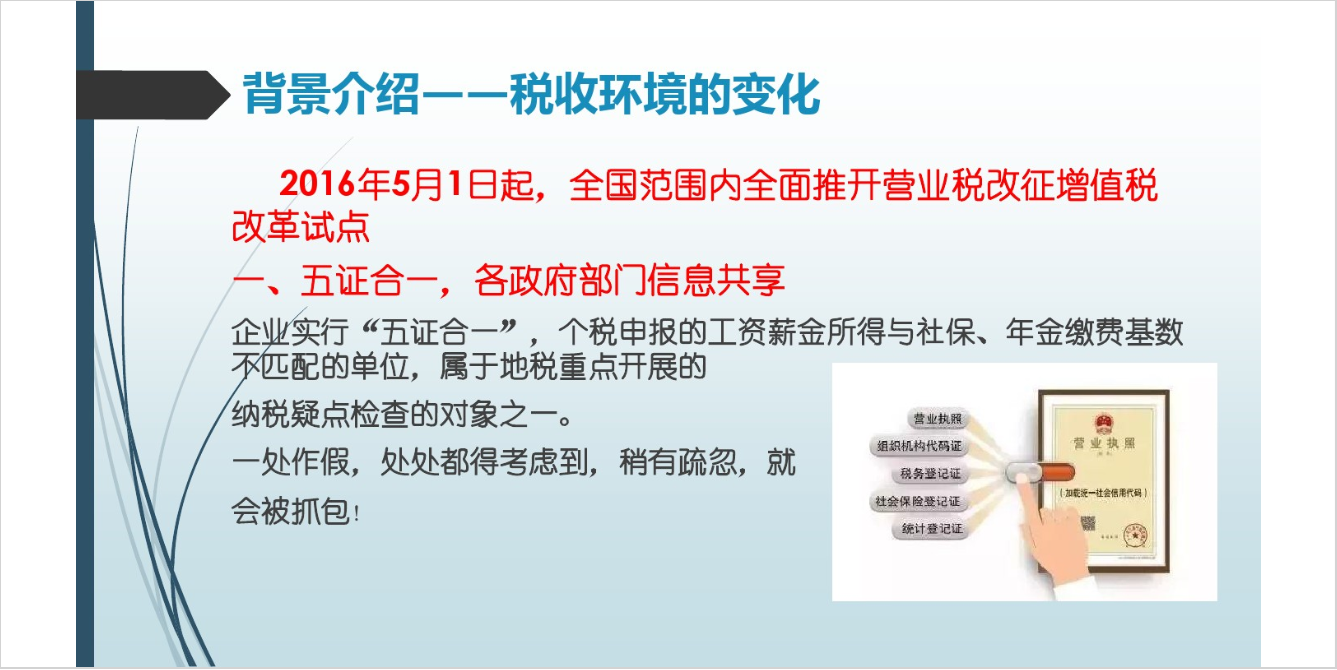 背景介绍——税收环境的变化
2016年5月1日起，全国范围内全面推开营业税改征增值税
改革试点
一、五证合一，各政府部门信息共享
企业实行“五证合一”，个税申报的工资薪金所得与社保、年金缴费基数
不匹配的单位，属于地税重点开展的
纳税疑点检查的对象之一。
一处作假，处处都得考虑到，稍有疏忽，就
会被抓包！
营业执照
组织机构代码证
税务登记证
社会保险登记证
统计登记证
营业执照
（加载统一社会信用代码）